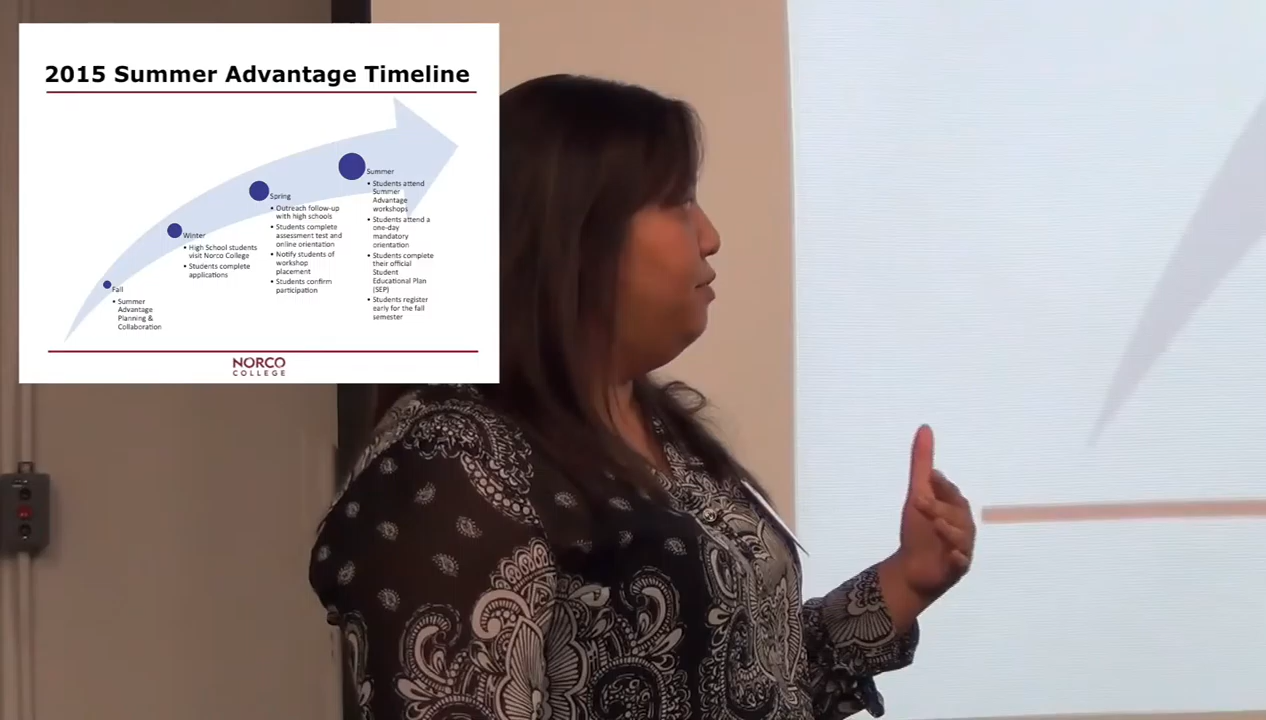 2015 Summer Advantage Timeline
Fall
• Summer
Advantage
Planning &
Collaboration
Winter
• High School students
visit Norco College
• Students complete
applications
Spring
• Outreach follow-up
with high schools
• Students complete
assessment test and
online orientation
• Notify students of
workshop
placement
• Students confirm
participation
Summer
• Students attend
Summer
Advantage
workshops
• Students attend a
one-day
mandatory
orientation
• Students complete
their official
Student
Educational Plan
(SEP)
• Students register
early for the fall
semester
NORCO
COLLEGE